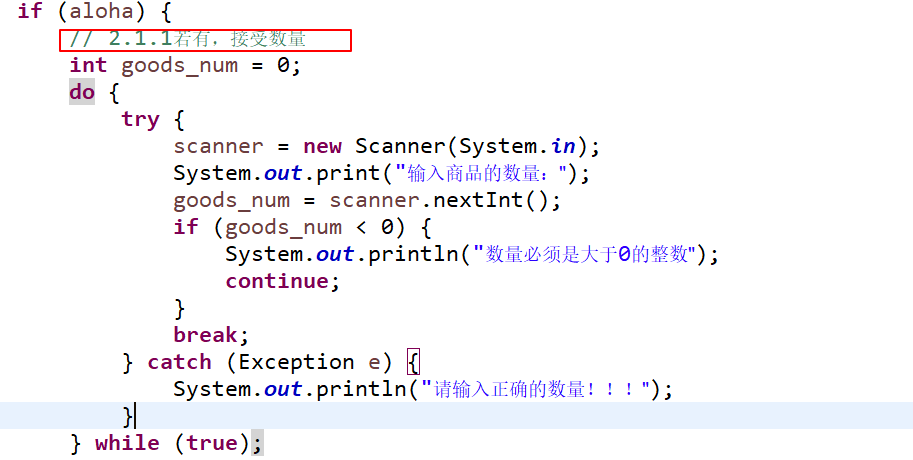 if (aloha) {
// 2.1.1若有，接受数量
int goods_num = 0;
do {
try {
scanner = new Scanner(System.in);
System.out.print("输入商品的数量：");
goods_num = scanner.nextInt();
if (goods_num < 0) {
System.out.println("数量必须是大于0的整数");
continue;
}
break;
} catch (Exception e) {
System.out.println("请输入正确的数量！！！");
}
} while (true);